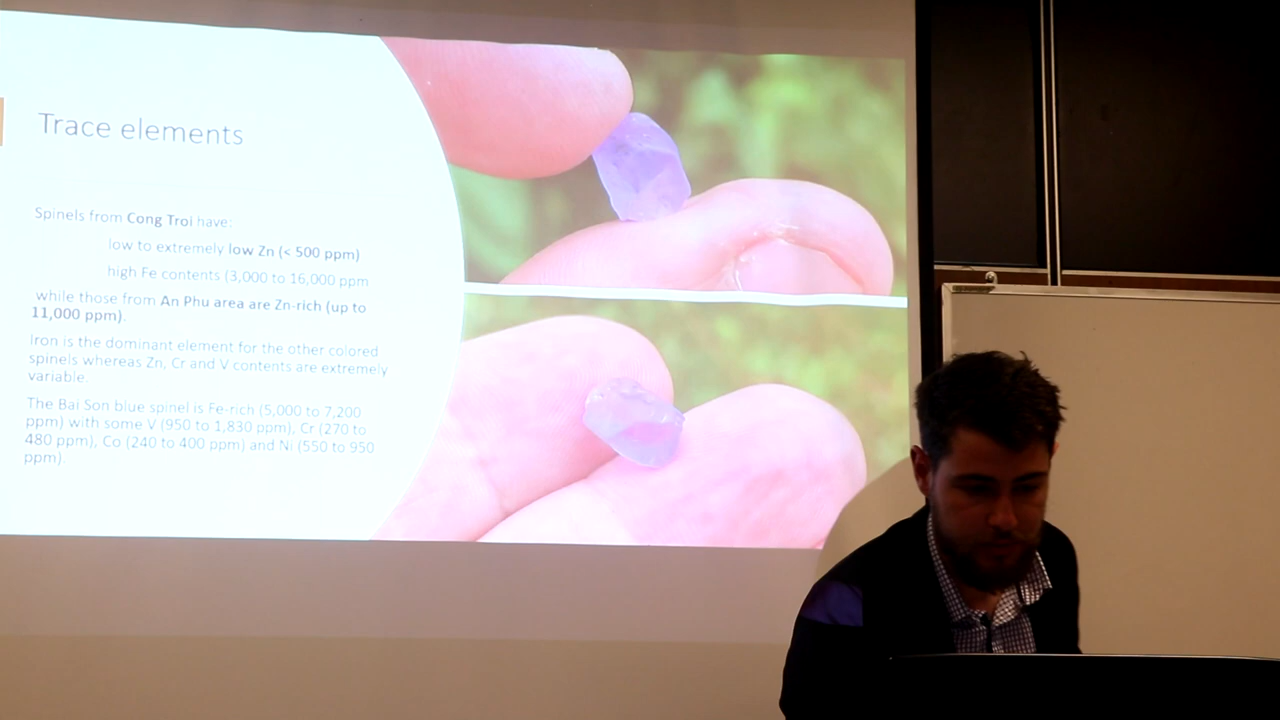 Trace elements
Spinels from Cong Troi have:
low to extremely low Zn (< 500 ppm)
high Fe contents (3,000 to 16,000 ppm
while those from An Phu area are Zn-rich (up to
11,000 ppm).
Iron is the dominant element for the other colored
spinels whereas Zn, Cr and V contents are extremely
variable.
The Bai Son blue spinel is Fe-rich (5,000 to 7,200
ppm) with some V (950 to 1,830 ppm), Cr (270 to
480 ppm), Co (240 to 400 ppm) and Ni (550 to 950
ppm).